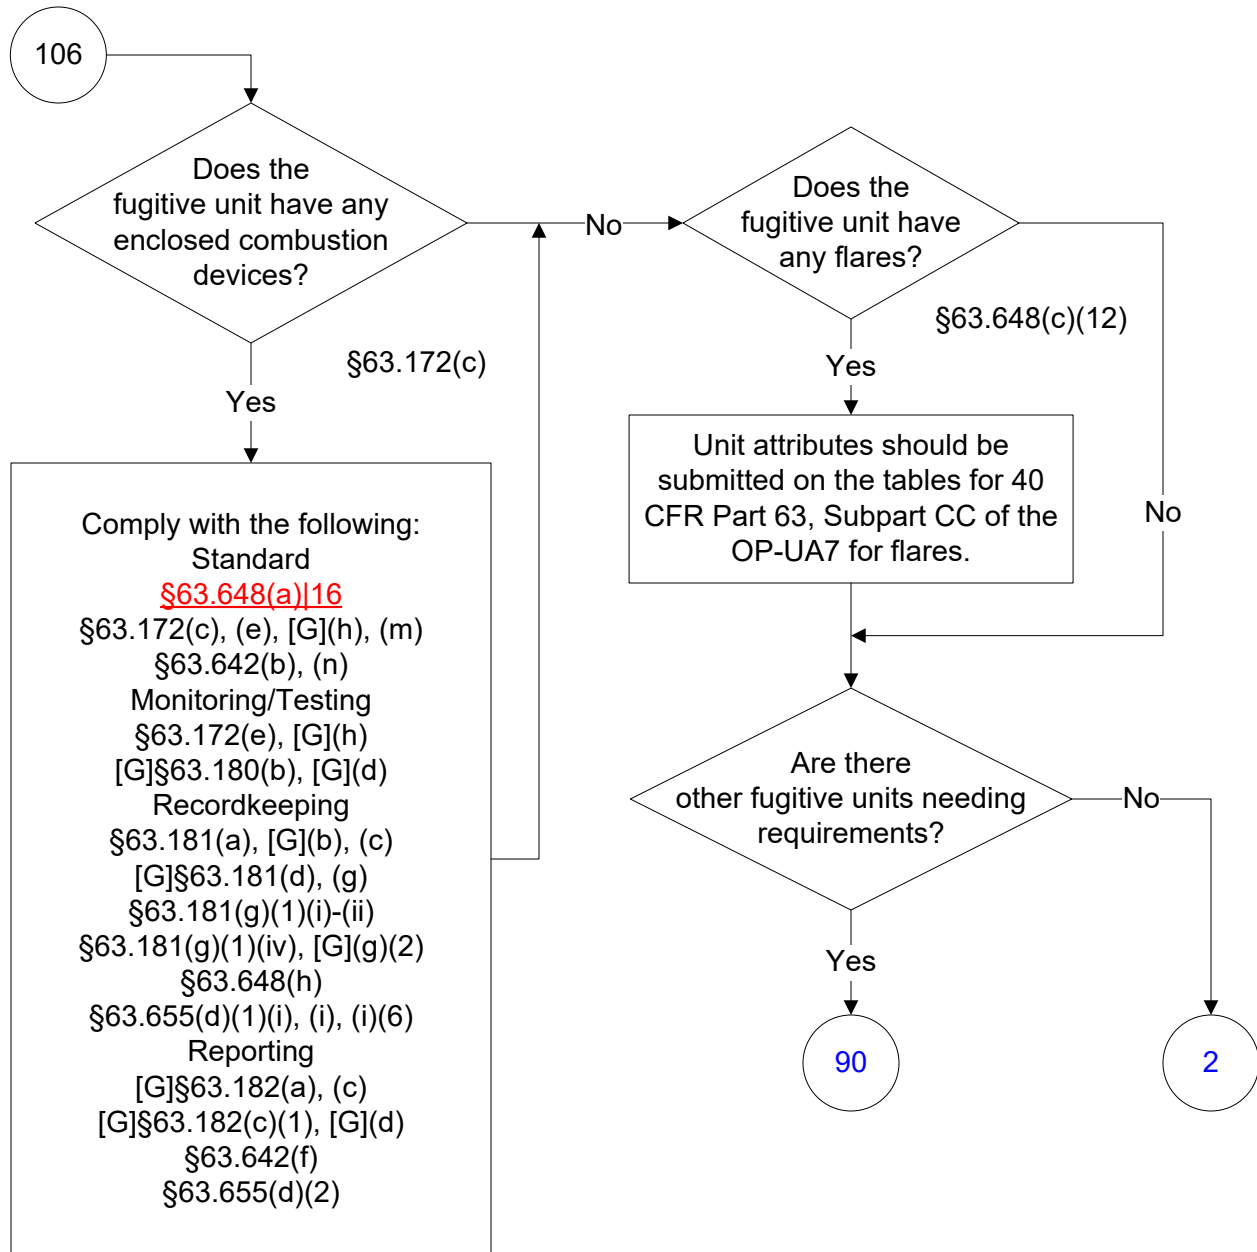 106
Does the
fugitive unit have any
enclosed combustion
devices?
No
§63.172(c)
Yes
Comply with the following:
Standard
§63.648(a)|16
§63.172(c), (e), [G](h), (m)
§63.642(b), (n)
Monitoring/Testing
§63.172(e), [G](h)
[G]§63.180(b), [G](d)
Recordkeeping
§63.181(a), [G](b), (c)
[G]§63.181(d), (g)
§63.181(g)(1)(i)-(ii)
§63.181(g)(1)(iv), [G](g)(2)
§63.648(h)
§63.655(d)(1)(i), (i), (i)(6)
Reporting
[G]§63.182(a), (c)
[G]§63.182(c)(1), [G](d)
§63.642(f)
§63.655(d)(2)
Does the
fugitive unit have
any flares?
§63.648(c)(12)
Yes
No
Unit attributes should be
submitted on the tables for 40
CFR Part 63, Subpart CC of the
OP-UA7 for flares.
Are there
other fugitive units needing
requirements?
No
Yes
90
2